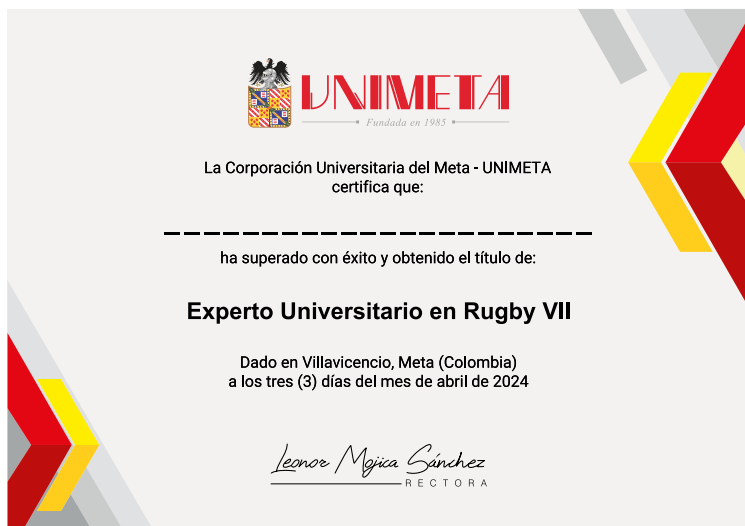 UNIMETA
Fundada en 1985
La Corporación Universitaria del Meta - UNIMETA
certifica que:
ha superado con éxito y obtenido el título de:
Experto Universitario en Rugby VII
Dado en Villavicencio, Meta (Colombia)
a los tres (3) días del mes de abril de 2024
Leonor Mojica Sánchez
RECTORA